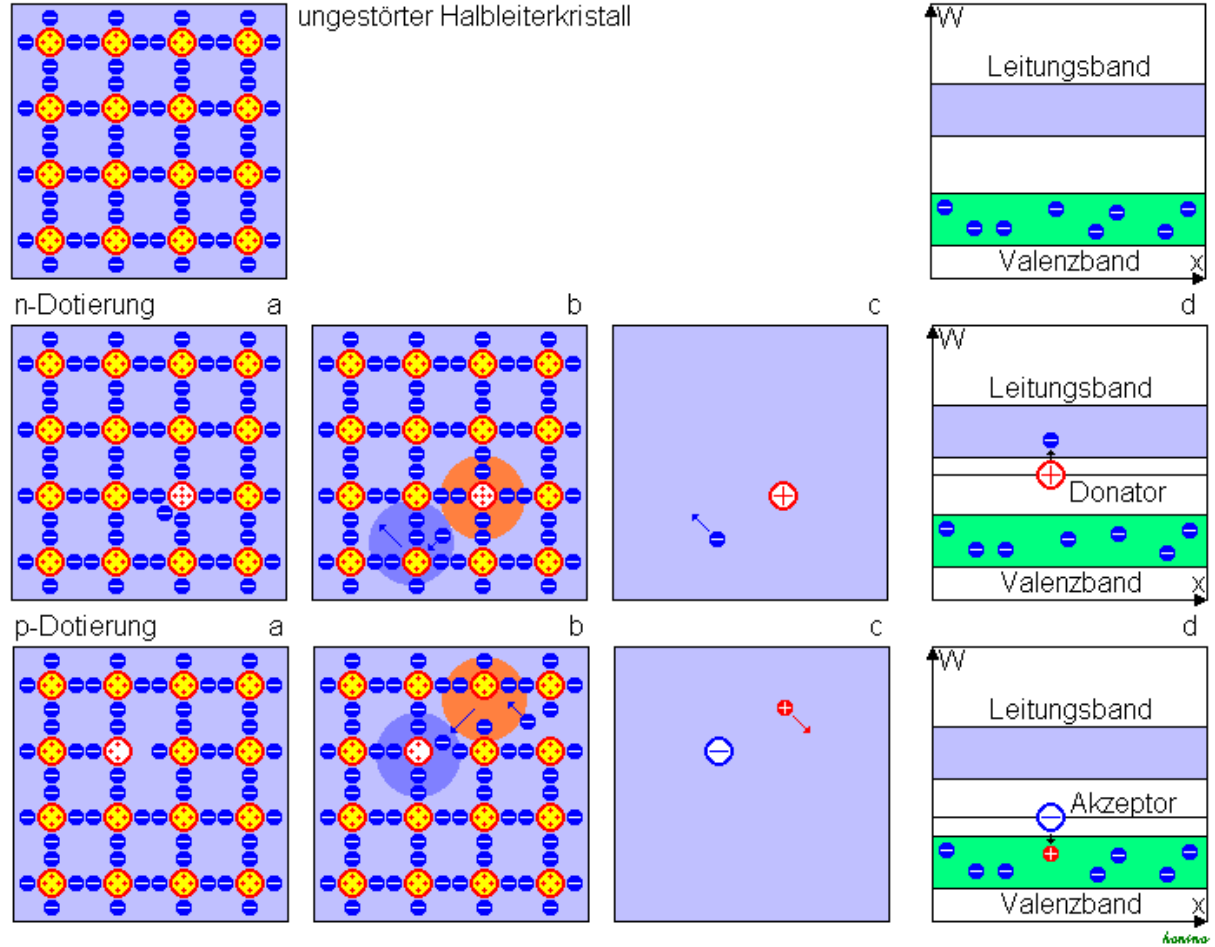 ungestörter Halbleiterkristall
W
Leitungsband
Valenzband x
n-Dotierung a b c d
W
Leitungsband
Donator
Valenzband x
p-Dotierung a b c d
W
Leitungsband
Akzeptor
Valenzband x